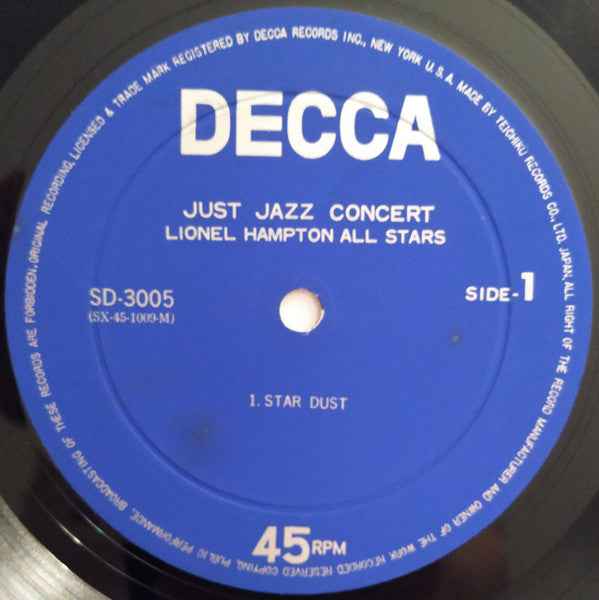 BROADCASTING OF THESE RECORDS ARE FORBIDDEN. ORIGINAL RECORDING, LICENSED & TRADE MARK REGISTERED BY DECCA RECORDS INC., NEW YORK U.S.A. MADE BY TEICHIKU RECORDS CO., LTD. JAPAN, ALL RIGHT OF THE RECORD MANUFACTURER AND OWNER OF THE WORK RECORDED RESERVED COPYING, PUBLIC PERFORMANCE,
DECCA
JUST JAZZ CONCERT
LIONEL HAMPTON ALL STARS
SD-3005
(SX-45-1009-M)
SIDE-1
1. STAR DUST
45 RPM